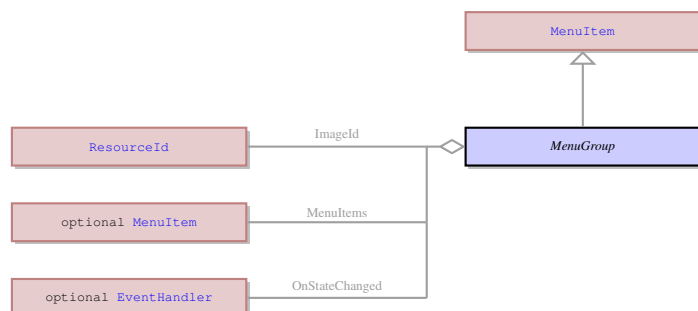 MenuItem
ImageId
ResourceId
MenuGroup
MenuItems
optional MenuItem
OnStateChanged
optional EventHandler